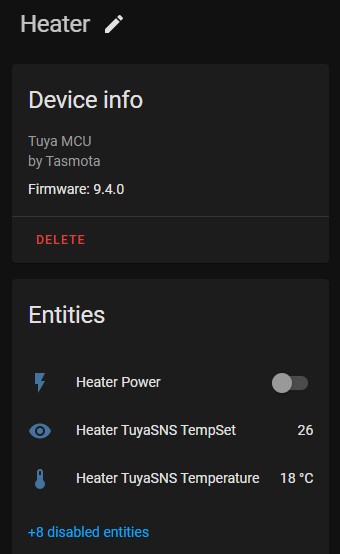 Heater
Device info
Tuya MCU
by Tasmota
Firmware: 9.4.0
DELETE
Entities
Heater Power
Heater TuyaSNS TempSet 26
Heater TuyaSNS Temperature 18 °C
+8 disabled entities